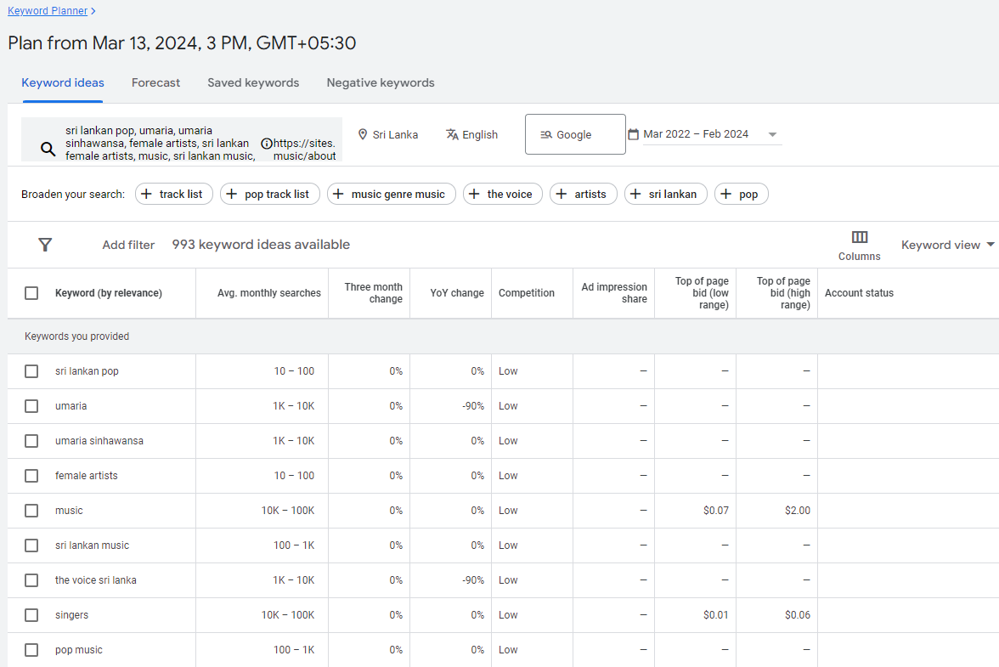 Keyword Planner >
Plan from Mar 13, 2024, 3 PM, GMT+05:30
Keyword ideas Forecast Saved keywords Negative keywords
sri lankan pop, umaria, umaria
sinhawansa, female artists, sri lankan
female artists, music, sri lankan music,
https://sites.
music/about
Sri Lanka English Google Mar 2022 – Feb 2024
Broaden your search: + track list + pop track list + music genre music + the voice + artists + sri lankan + pop
Add filter 993 keyword ideas available Columns Keyword view
Keyword (by relevance) Avg. monthly searches Three month change YoY change Competition Ad impression share Top of page bid (low range) Top of page bid (high range) Account status
Keywords you provided
sri lankan pop 10 – 100 0% 0% Low – – –
umaria 1K – 10K 0% -90% Low – – –
umaria sinhawansa 1K – 10K 0% 0% Low – – –
female artists 10 – 100 0% 0% Low – – –
music 10K – 100K 0% 0% Low – $0.07 $2.00
sri lankan music 100 – 1K 0% 0% Low – – –
the voice sri lanka 1K – 10K 0% -90% Low – – –
singers 10K – 100K 0% 0% Low – $0.01 $0.06
pop music 100 – 1K 0% 0% Low – – –